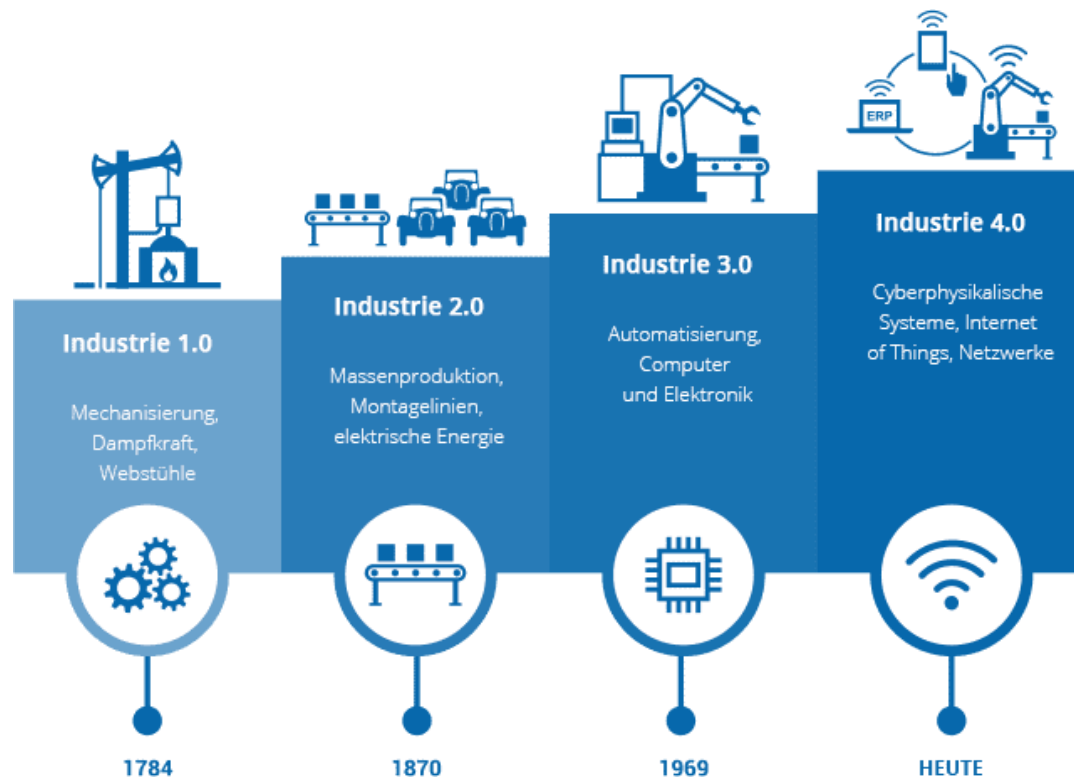 ERP
Industrie 1.0
Mechanisierung,
Dampfkraft,
Webstühle
1784
Industrie 2.0
Massenproduktion,
Montagelinien,
elektrische Energie
1870
Industrie 3.0
Automatisierung,
Computer
und Elektronik
1969
Industrie 4.0
Cyberphysikalische
Systeme, Internet
of Things, Netzwerke
HEUTE